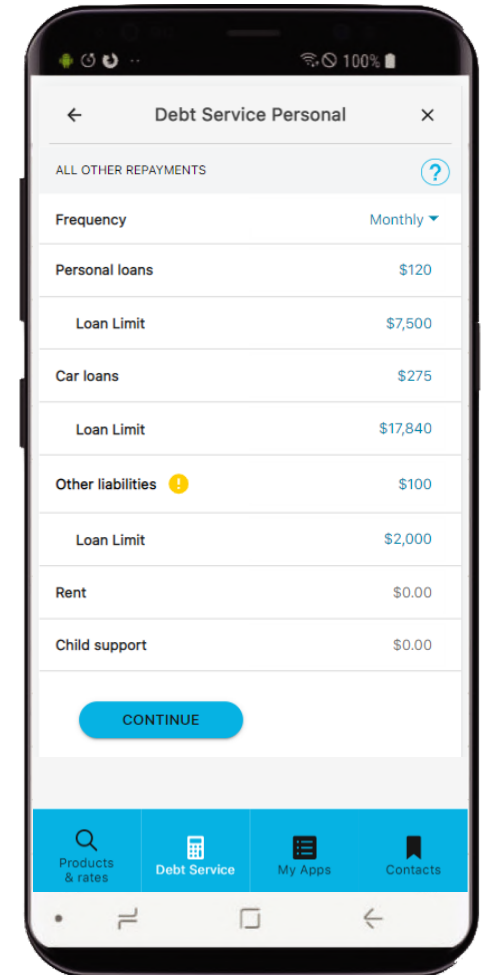 100%
Debt Service Personal
ALL OTHER REPAYMENTS
?
Frequency Monthly
Personal loans $120
Loan Limit $7,500
Car loans $275
Loan Limit $17,840
Other liabilities ! $100
Loan Limit $2,000
Rent $0.00
Child support $0.00
CONTINUE
Products
& rates
Debt Service
My Apps
Contacts